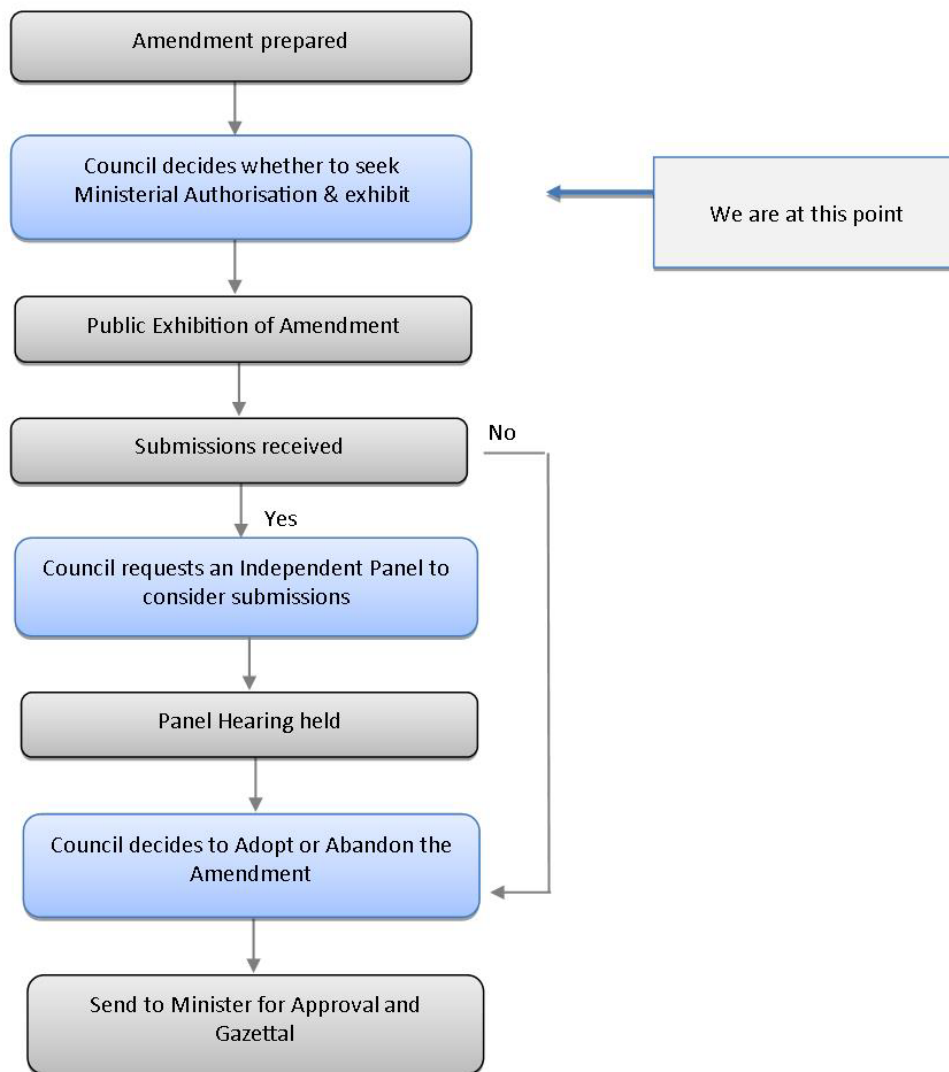 Amendment prepared
Council decides whether to seek
Ministerial Authorisation & exhibit
We are at this point
Public Exhibition of Amendment
Submissions received
No
Yes
Council requests an Independent Panel to
consider submissions
Panel Hearing held
Council decides to Adopt or Abandon the
Amendment
Send to Minister for Approval and
Gazettal